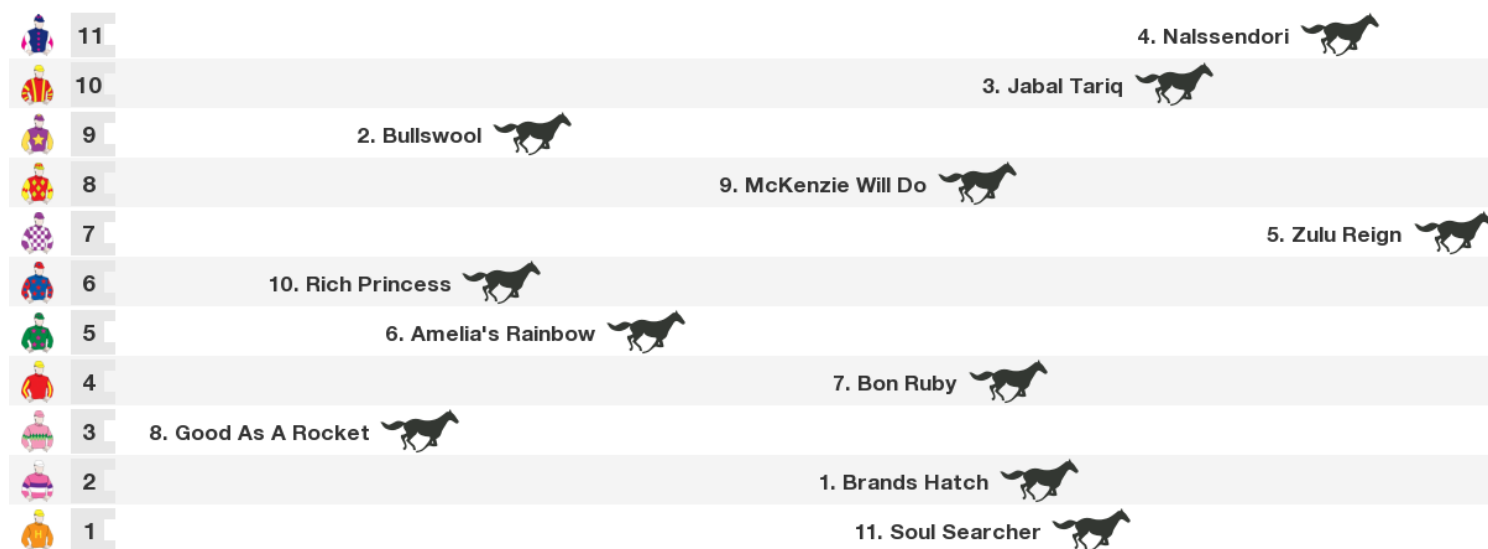 11 4. Nalssendori
10 3. Jabal Tariq
9 2. Bullswool
8 9. McKenzie Will Do
7 5. Zulu Reign
6 10. Rich Princess
5 6. Amelia's Rainbow
4 7. Bon Ruby
3 8. Good As A Rocket
2 1. Brands Hatch
H 1 11. Soul Searcher